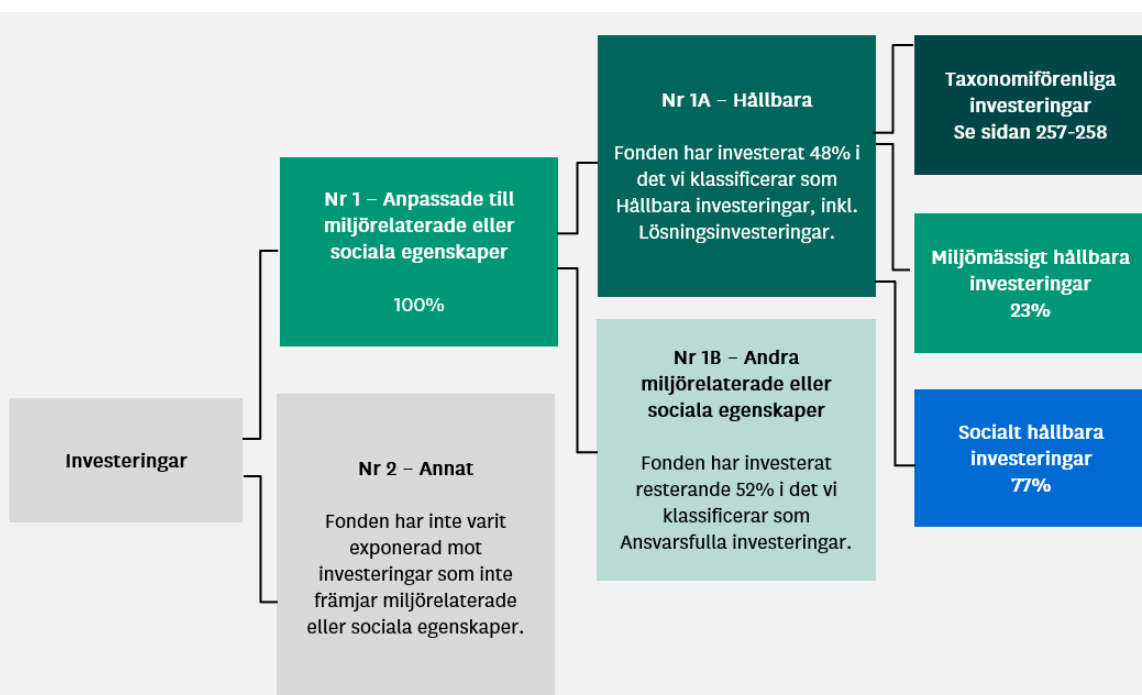 Investeringar
Nr 1 – Anpassade till
miljörelaterade eller
sociala egenskaper
100%
Nr 2 – Annat
Fonden har inte varit
exponerad mot
investeringar som inte
främjar miljörelaterade
eller sociala egenskaper.
Nr 1A – Hållbara
Fonden har investerat 48% i
det vi klassificerar som
Hållbara investeringar, inkl.
Lösningsinvesteringar.
Nr 1B – Andra
miljörelaterade eller
sociala egenskaper
Fonden har investerat
resterande 52% i det vi
klassificerar som
Ansvarsfulla investeringar.
Taxonomiförenliga
investeringar
Se sidan 257-258
Miljömässigt hållbara
investeringar
23%
Socialt hållbara
investeringar
77%